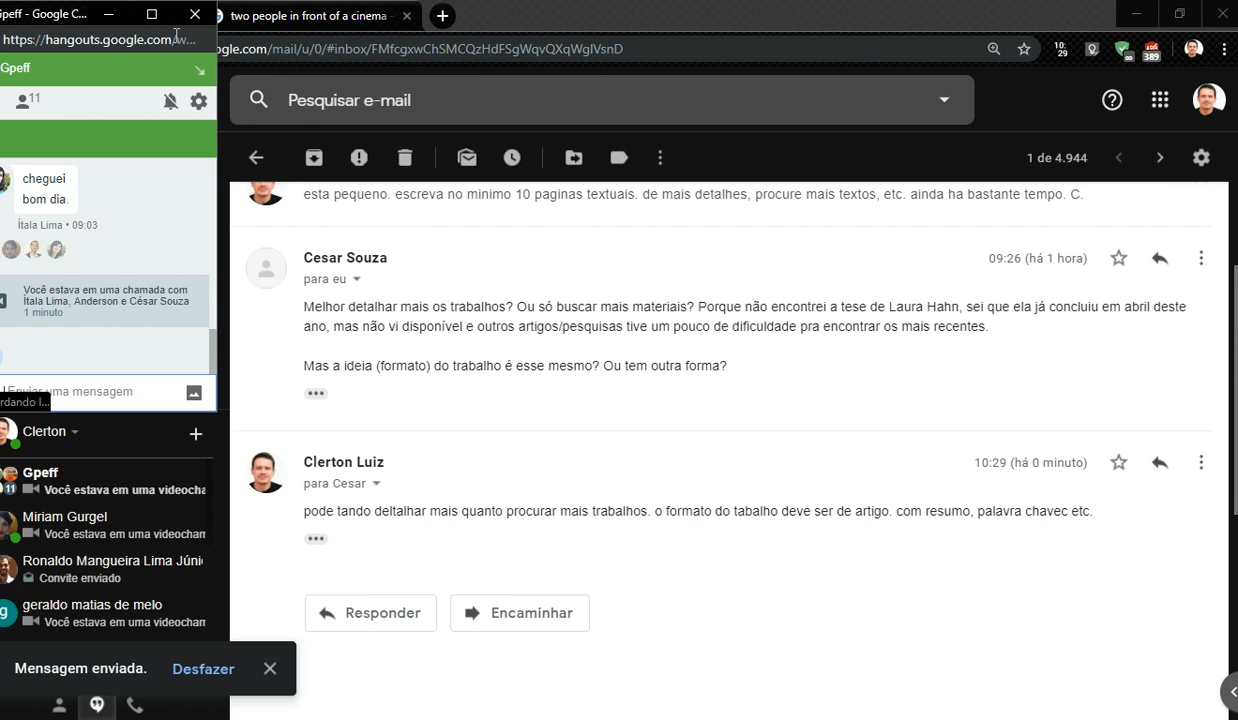 Gpeff - Google C...
two people in front of a cinema -
https://hangouts.google.com/w...
gle.com/mail/u/0/#inbox/FMfcgxwChSMCQzHdFSgWqvQXqWglVsnD
10:
29
389
Gpeff
11
Pesquisar e-mail
1 de 4.944
cheguei
bom dia.
Ítala Lima • 09:03
Você estava em uma chamada com
Ítala Lima, Anderson e César Souza
1 minuto
Enviar uma mensagem
rdando l...
Clerton
Gpeff
11
Você estava em uma videocha
Miriam Gurgel
Você estava em uma videocham
Ronaldo Mangueira Lima Júni
Convite enviado
geraldo matias de melo
g
Você estava em uma videocham
Mensagem enviada.
Desfazer
esta pequeno. escreva no minimo 10 paginas textuais. de mais detalhes, procure mais textos, etc. ainda ha bastante tempo. C.
Cesar Souza
09:26 (há 1 hora)
para eu
Melhor detalhar mais os trabalhos? Ou só buscar mais materiais? Porque não encontrei a tese de Laura Hahn, sei que ela já concluiu em abril deste
ano, mas não vi disponível e outros artigos/pesquisas tive um pouco de dificuldade pra encontrar os mais recentes.
Mas a ideia (formato) do trabalho é esse mesmo? Ou tem outra forma?
Clerton Luiz
10:29 (há 0 minuto)
para Cesar
pode tando deltalhar mais quanto procurar mais trabalhos. o formato do tabalho deve ser de artigo. com resumo, palavra chavec etc.
Responder
Encaminhar